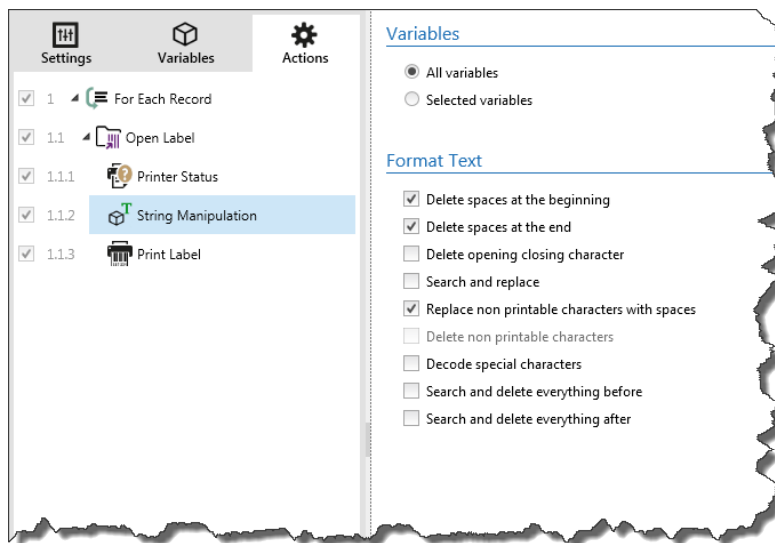 Settings
Variables
Actions
1 For Each Record
1.1 Open Label
1.1.1 Printer Status
1.1.2 String Manipulation
1.1.3 Print Label
Variables
All variables
Selected variables
Format Text
Delete spaces at the beginning
Delete spaces at the end
Delete opening closing character
Search and replace
Replace non printable characters with spaces
Delete non printable characters
Decode special characters
Search and delete everything before
Search and delete everything after